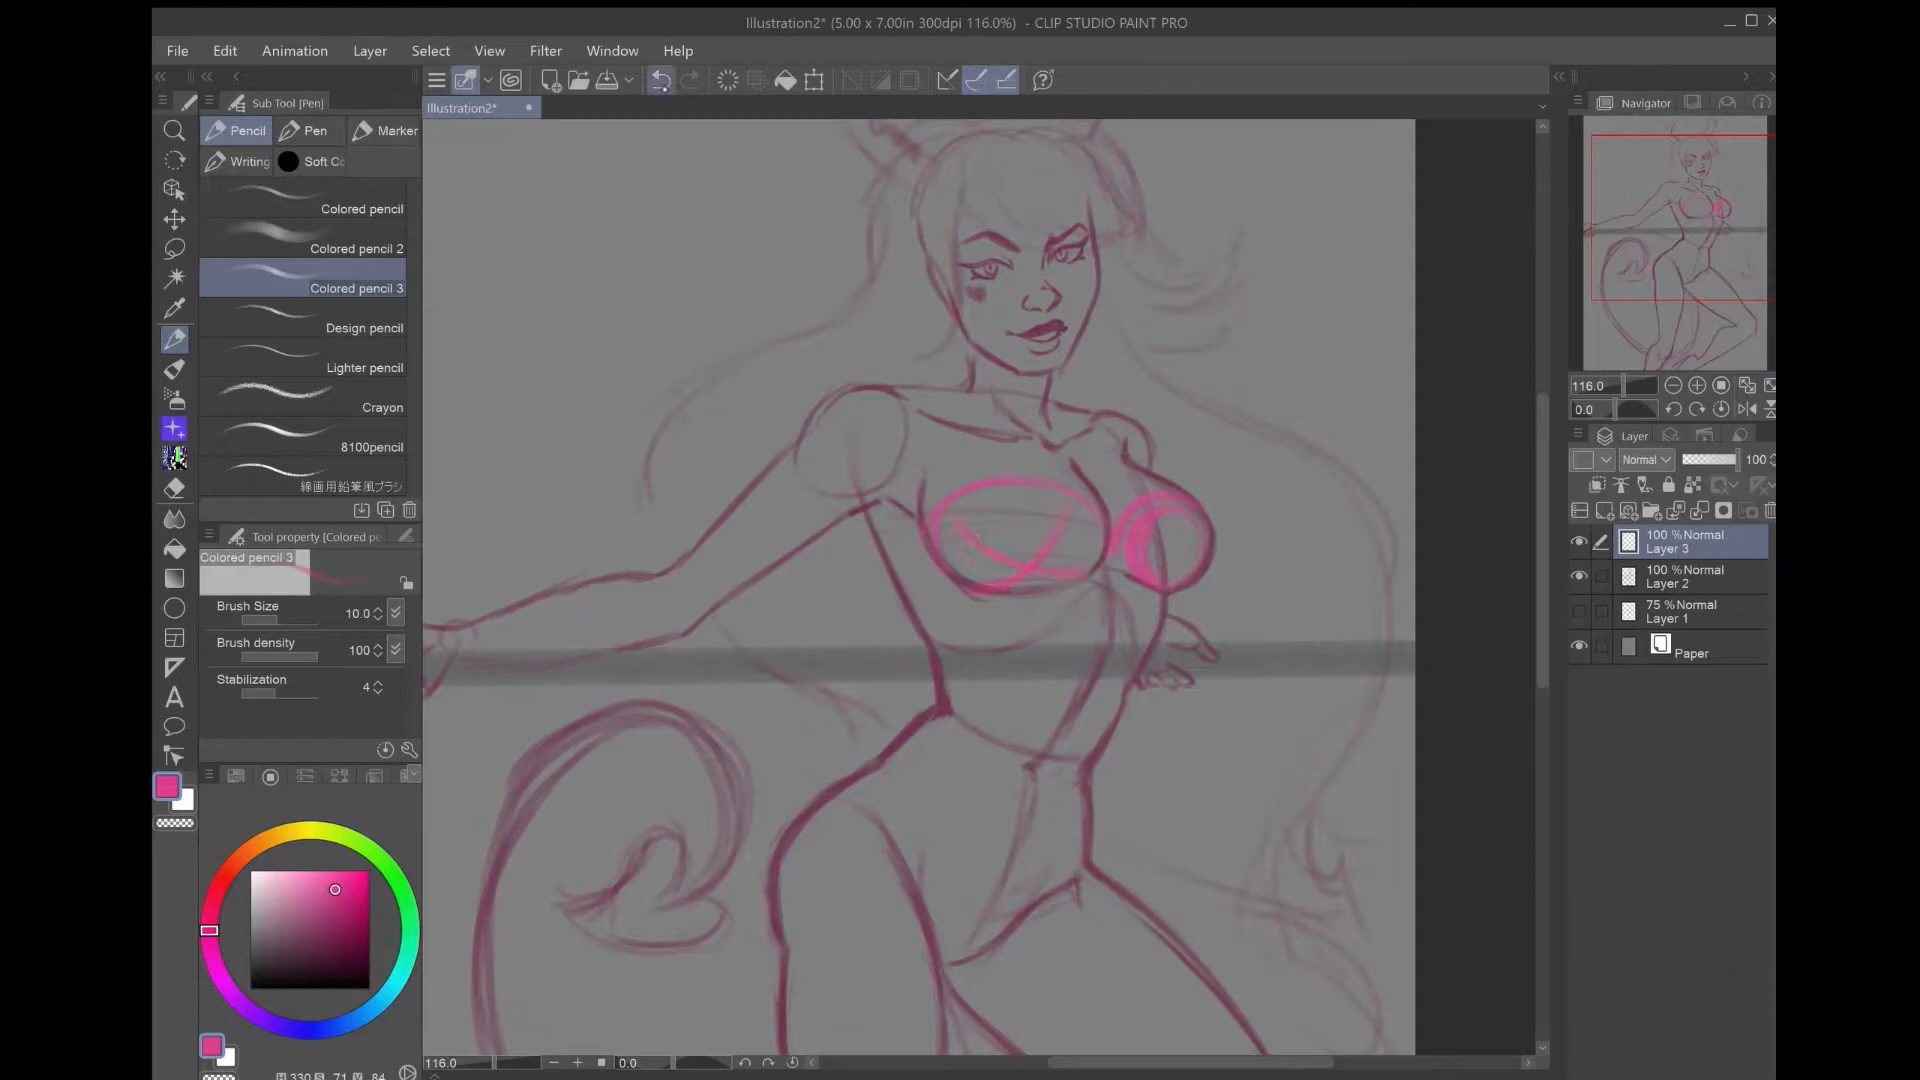 Illustration2* (5.00 x 7.00in 300dpi 116.0%) - CLIP STUDIO PAINT PRO
File Edit Animation Layer Select View Filter Window Help
Sub Tool [Pen]
Illustration2*
Navigator
Pencil Pen Marker
Writing Soft Cc
Colored pencil
Colored pencil 2
Colored pencil 3
Design pencil
Lighter pencil
Crayon
8100pencil
線画用鉛筆風ブラシ
Tool property [Colored pe
Colored pencil 3
Brush Size 10.0
Brush density 100
Stabilization 4
116.0
0.0
Layer
Normal 100
100 % Normal
Layer 3
100 % Normal
Layer 2
75 % Normal
Layer 1
Paper
116.0 0.0
H 330 S 71 V 84